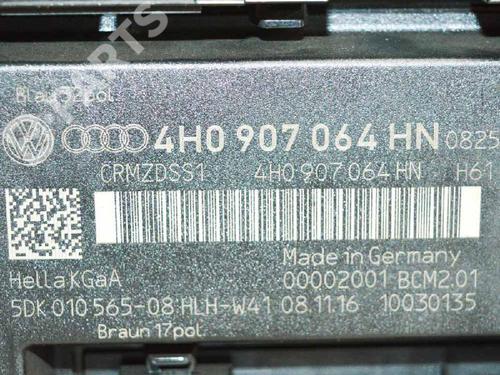 Blau 32pol
4H0 907 064 HN 0825
CRMZDSS1 4H0 907 064 HN H61
Made in Germany
Hella KGaA 00002001 BCM2.01
5DK 010 565-08 HLH-W41 08.11.16 10030135
Braun 17pol